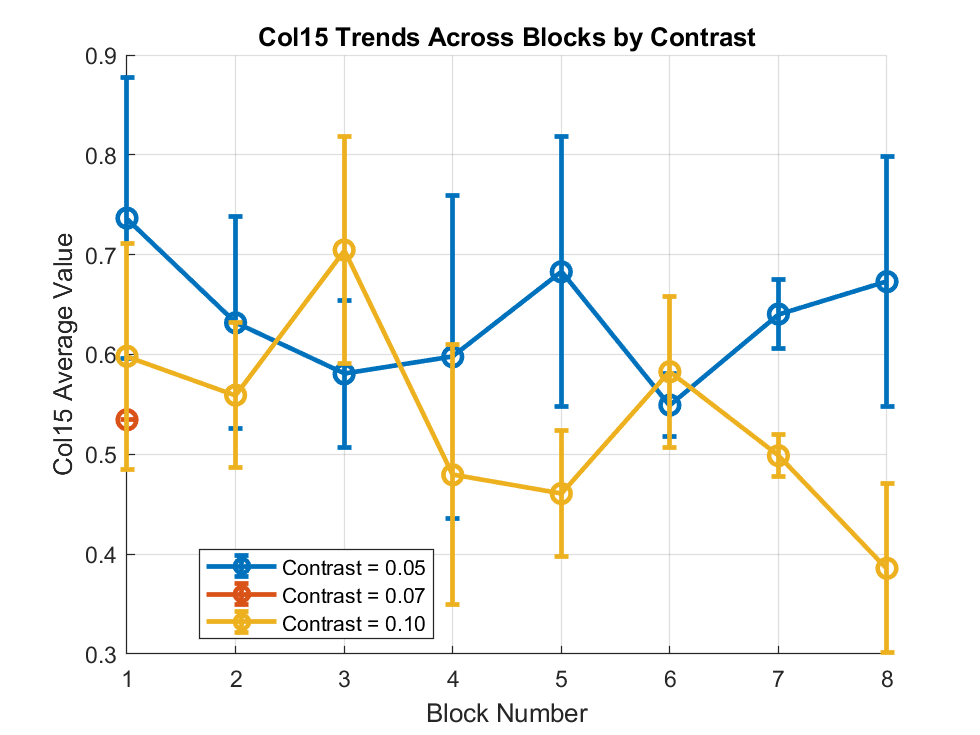 Col15 Trends Across Blocks by Contrast
Col15 Average Value
0.9
0.8
0.7
0.6
0.5
0.4
0.3
Contrast = 0.05
Contrast = 0.07
Contrast = 0.10
1 2 3 4 5 6 7 8
Block Number